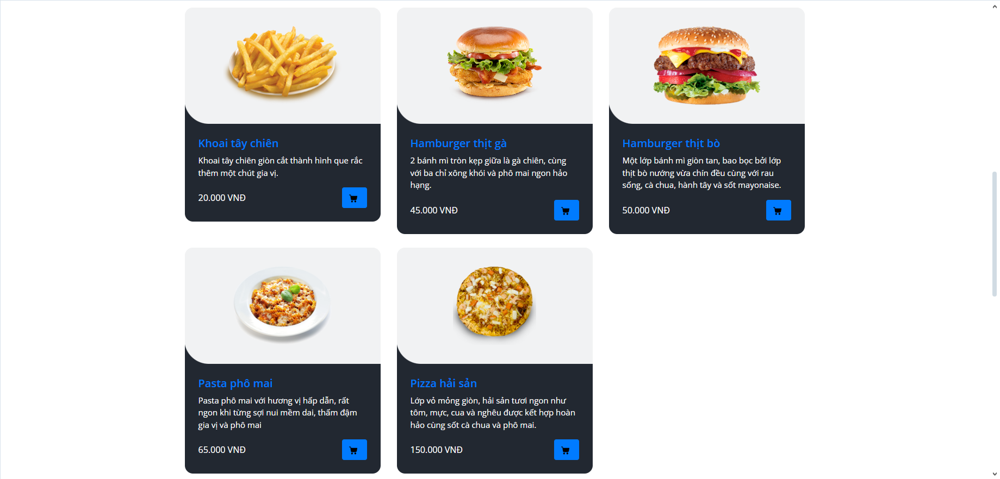 Khoai tây chiên
Khoai tây chiên giòn cắt thành hình que rắc
thêm một chút gia vị.
20.000 VNĐ
Hamburger thịt gà
2 bánh mì tròn kẹp giữa là gà chiên, cùng
với ba chỉ xông khói và phô mai ngon hảo
hạng.
45.000 VNĐ
Hamburger thịt bò
Một lớp bánh mì giòn tan, bao bọc bởi lớp
thịt bò nướng vừa chín đều cùng với rau
sống, cà chua, hành tây và sốt mayonaise.
50.000 VNĐ
Pasta phô mai
Pasta phô mai với hương vị hấp dẫn, rất
ngon khi từng sợi nui mềm dai, thấm đậm
gia vị và phô mai
65.000 VNĐ
Pizza hải sản
Lớp vỏ mỏng giòn, hải sản tươi ngon như
tôm, mực, cua và nghêu được kết hợp hoàn
hảo cùng sốt cà chua và phô mai.
150.000 VNĐ